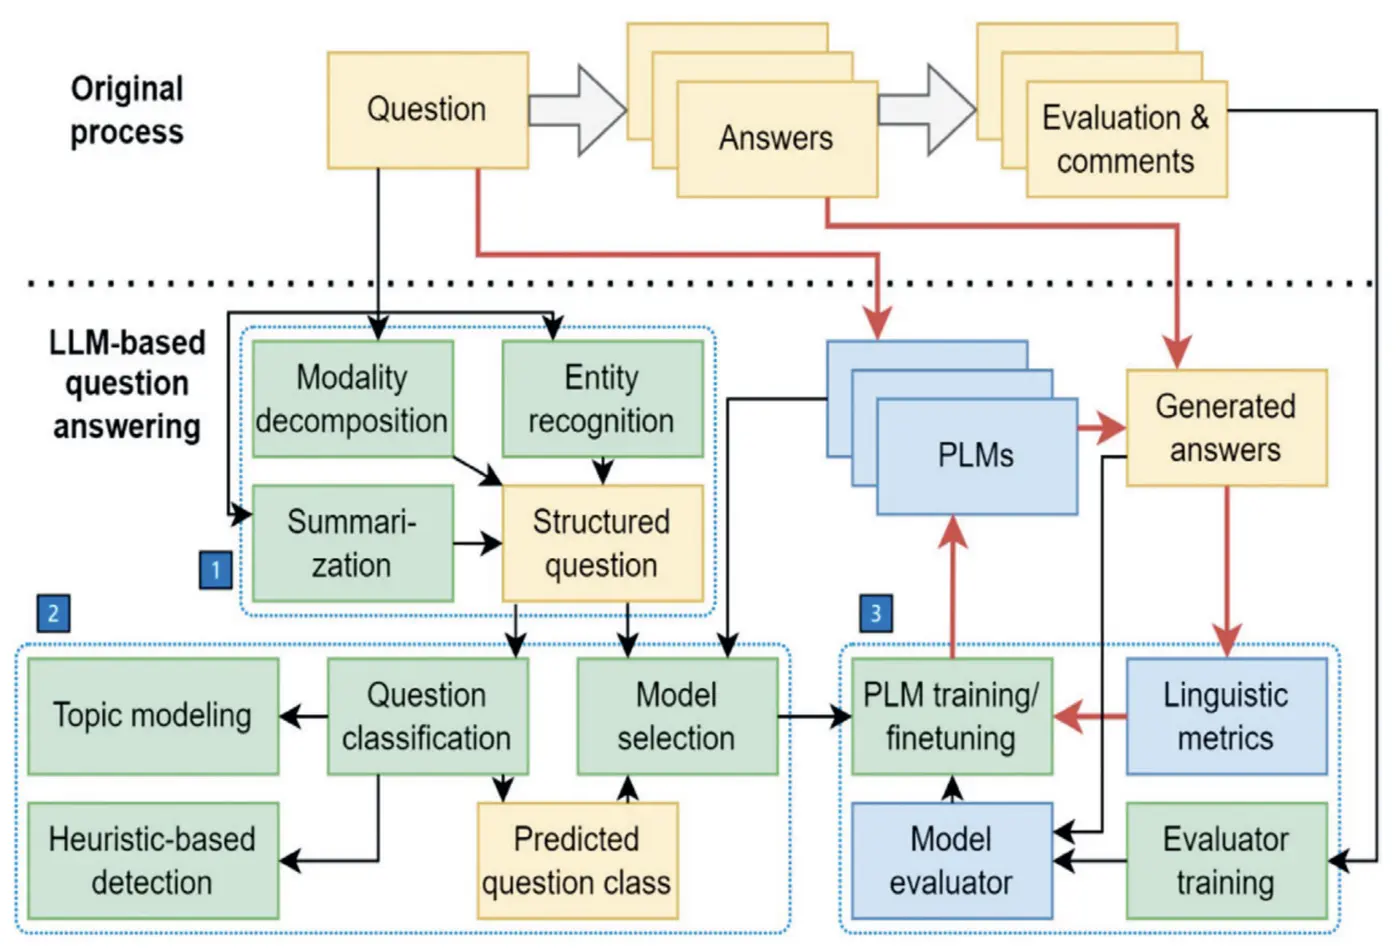 Original
process
Question
Answers
Evaluation &
comments
LLM-based
question
answering
Modality
decomposition
Entity
recognition
Summari-
zation
Structured
question
PLMs
Generated
answers
1
2
Topic modeling
Question
classification
Model
selection
Heuristic-based
detection
Predicted
question class
3
PLM training/
finetuning
Linguistic
metrics
Model
evaluator
Evaluator
training